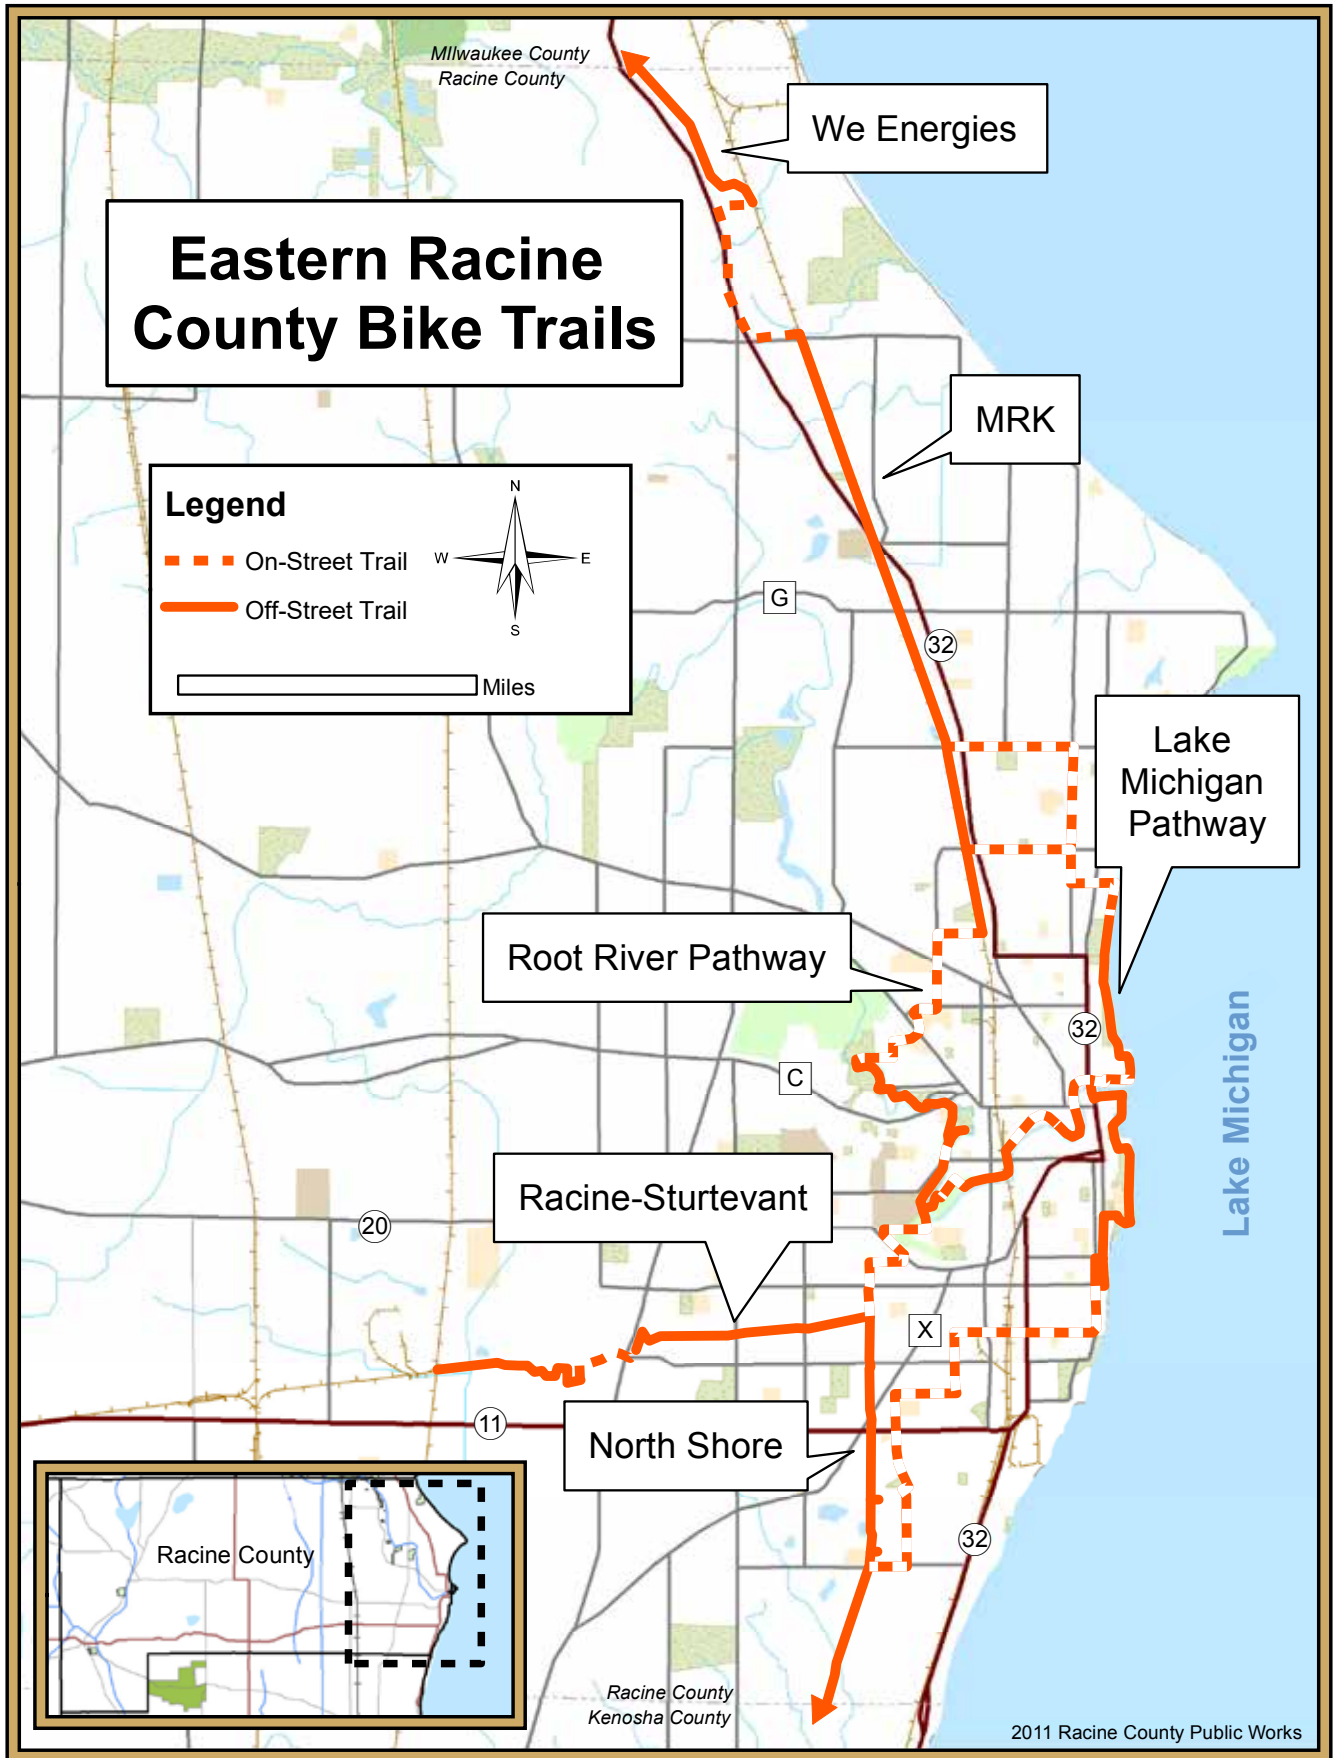 MIlwaukee County
Racine County
We Energies
Eastern Racine
County Bike Trails
MRK
Legend
On-Street Trail
Off-Street Trail
N
W
E
S
Miles
G
32
Lake
Michigan
Pathway
Root River Pathway
32
C
Lake Michigan
Racine-Sturtevant
20
X
11
North Shore
32
Racine County
Racine County
Kenosha County
2011 Racine County Public Works